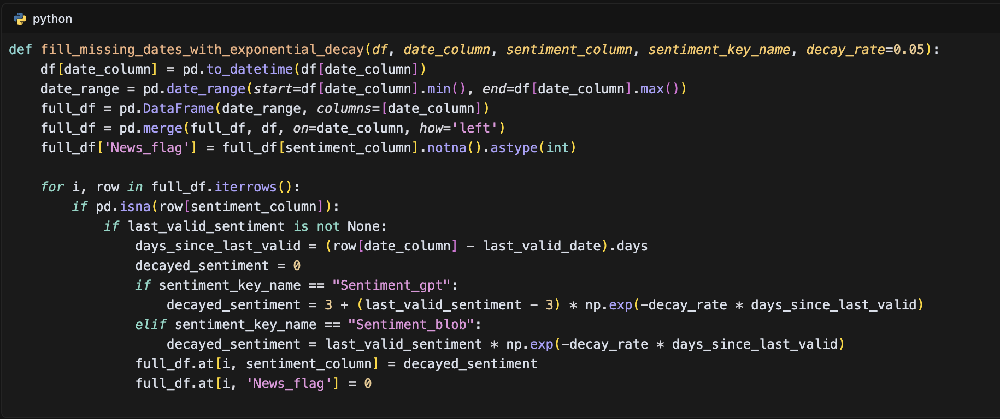 python
def fill_missing_dates_with_exponential_decay(df, date_column, sentiment_column, sentiment_key_name, decay_rate=0.05):
    df[date_column] = pd.to_datetime(df[date_column])
    date_range = pd.date_range(start=df[date_column].min(), end=df[date_column].max())
    full_df = pd.DataFrame(date_range, columns=[date_column])
    full_df = pd.merge(full_df, df, on=date_column, how='left')
    full_df['News_flag'] = full_df[sentiment_column].notna().astype(int)

    for i, row in full_df.iterrows():
        if pd.isna(row[sentiment_column]):
            if last_valid_sentiment is not None:
                days_since_last_valid = (row[date_column] - last_valid_date).days
                decayed_sentiment = 0
                if sentiment_key_name == "Sentiment_gpt":
                    decayed_sentiment = 3 + (last_valid_sentiment - 3) * np.exp(-decay_rate * days_since_last_valid)
                elif sentiment_key_name == "Sentiment_blob":
                    decayed_sentiment = last_valid_sentiment * np.exp(-decay_rate * days_since_last_valid)
                full_df.at[i, sentiment_column] = decayed_sentiment
                full_df.at[i, 'News_flag'] = 0